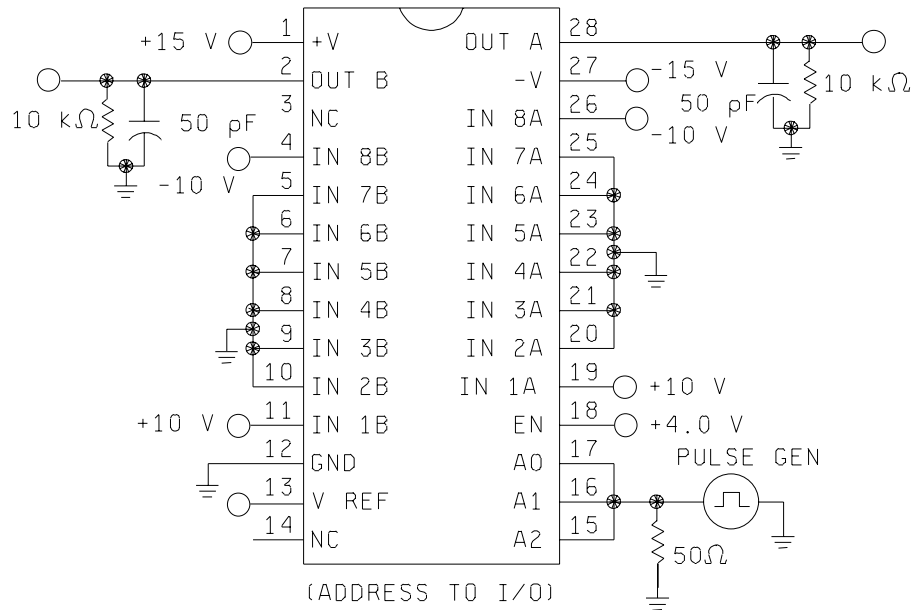 +15 V 1 +V OUT A 28
2 OUT B -V 27 -15 V
10 kΩ 50 pF 3 NC IN 8A 26 -10 V 50 pF 10 kΩ
-10 V 4 IN 8B IN 7A 25
5 IN 7B IN 6A 24
6 IN 6B IN 5A 23
7 IN 5B IN 4A 22
8 IN 4B IN 3A 21
9 IN 3B IN 2A 20
10 IN 2B IN 1A 19 +10 V
+10 V 11 IN 1B EN 18 +4.0 V
12 GND A0 17 PULSE GEN
13 V REF A1 16
14 NC A2 15 50Ω
(ADDRESS TO I/O)